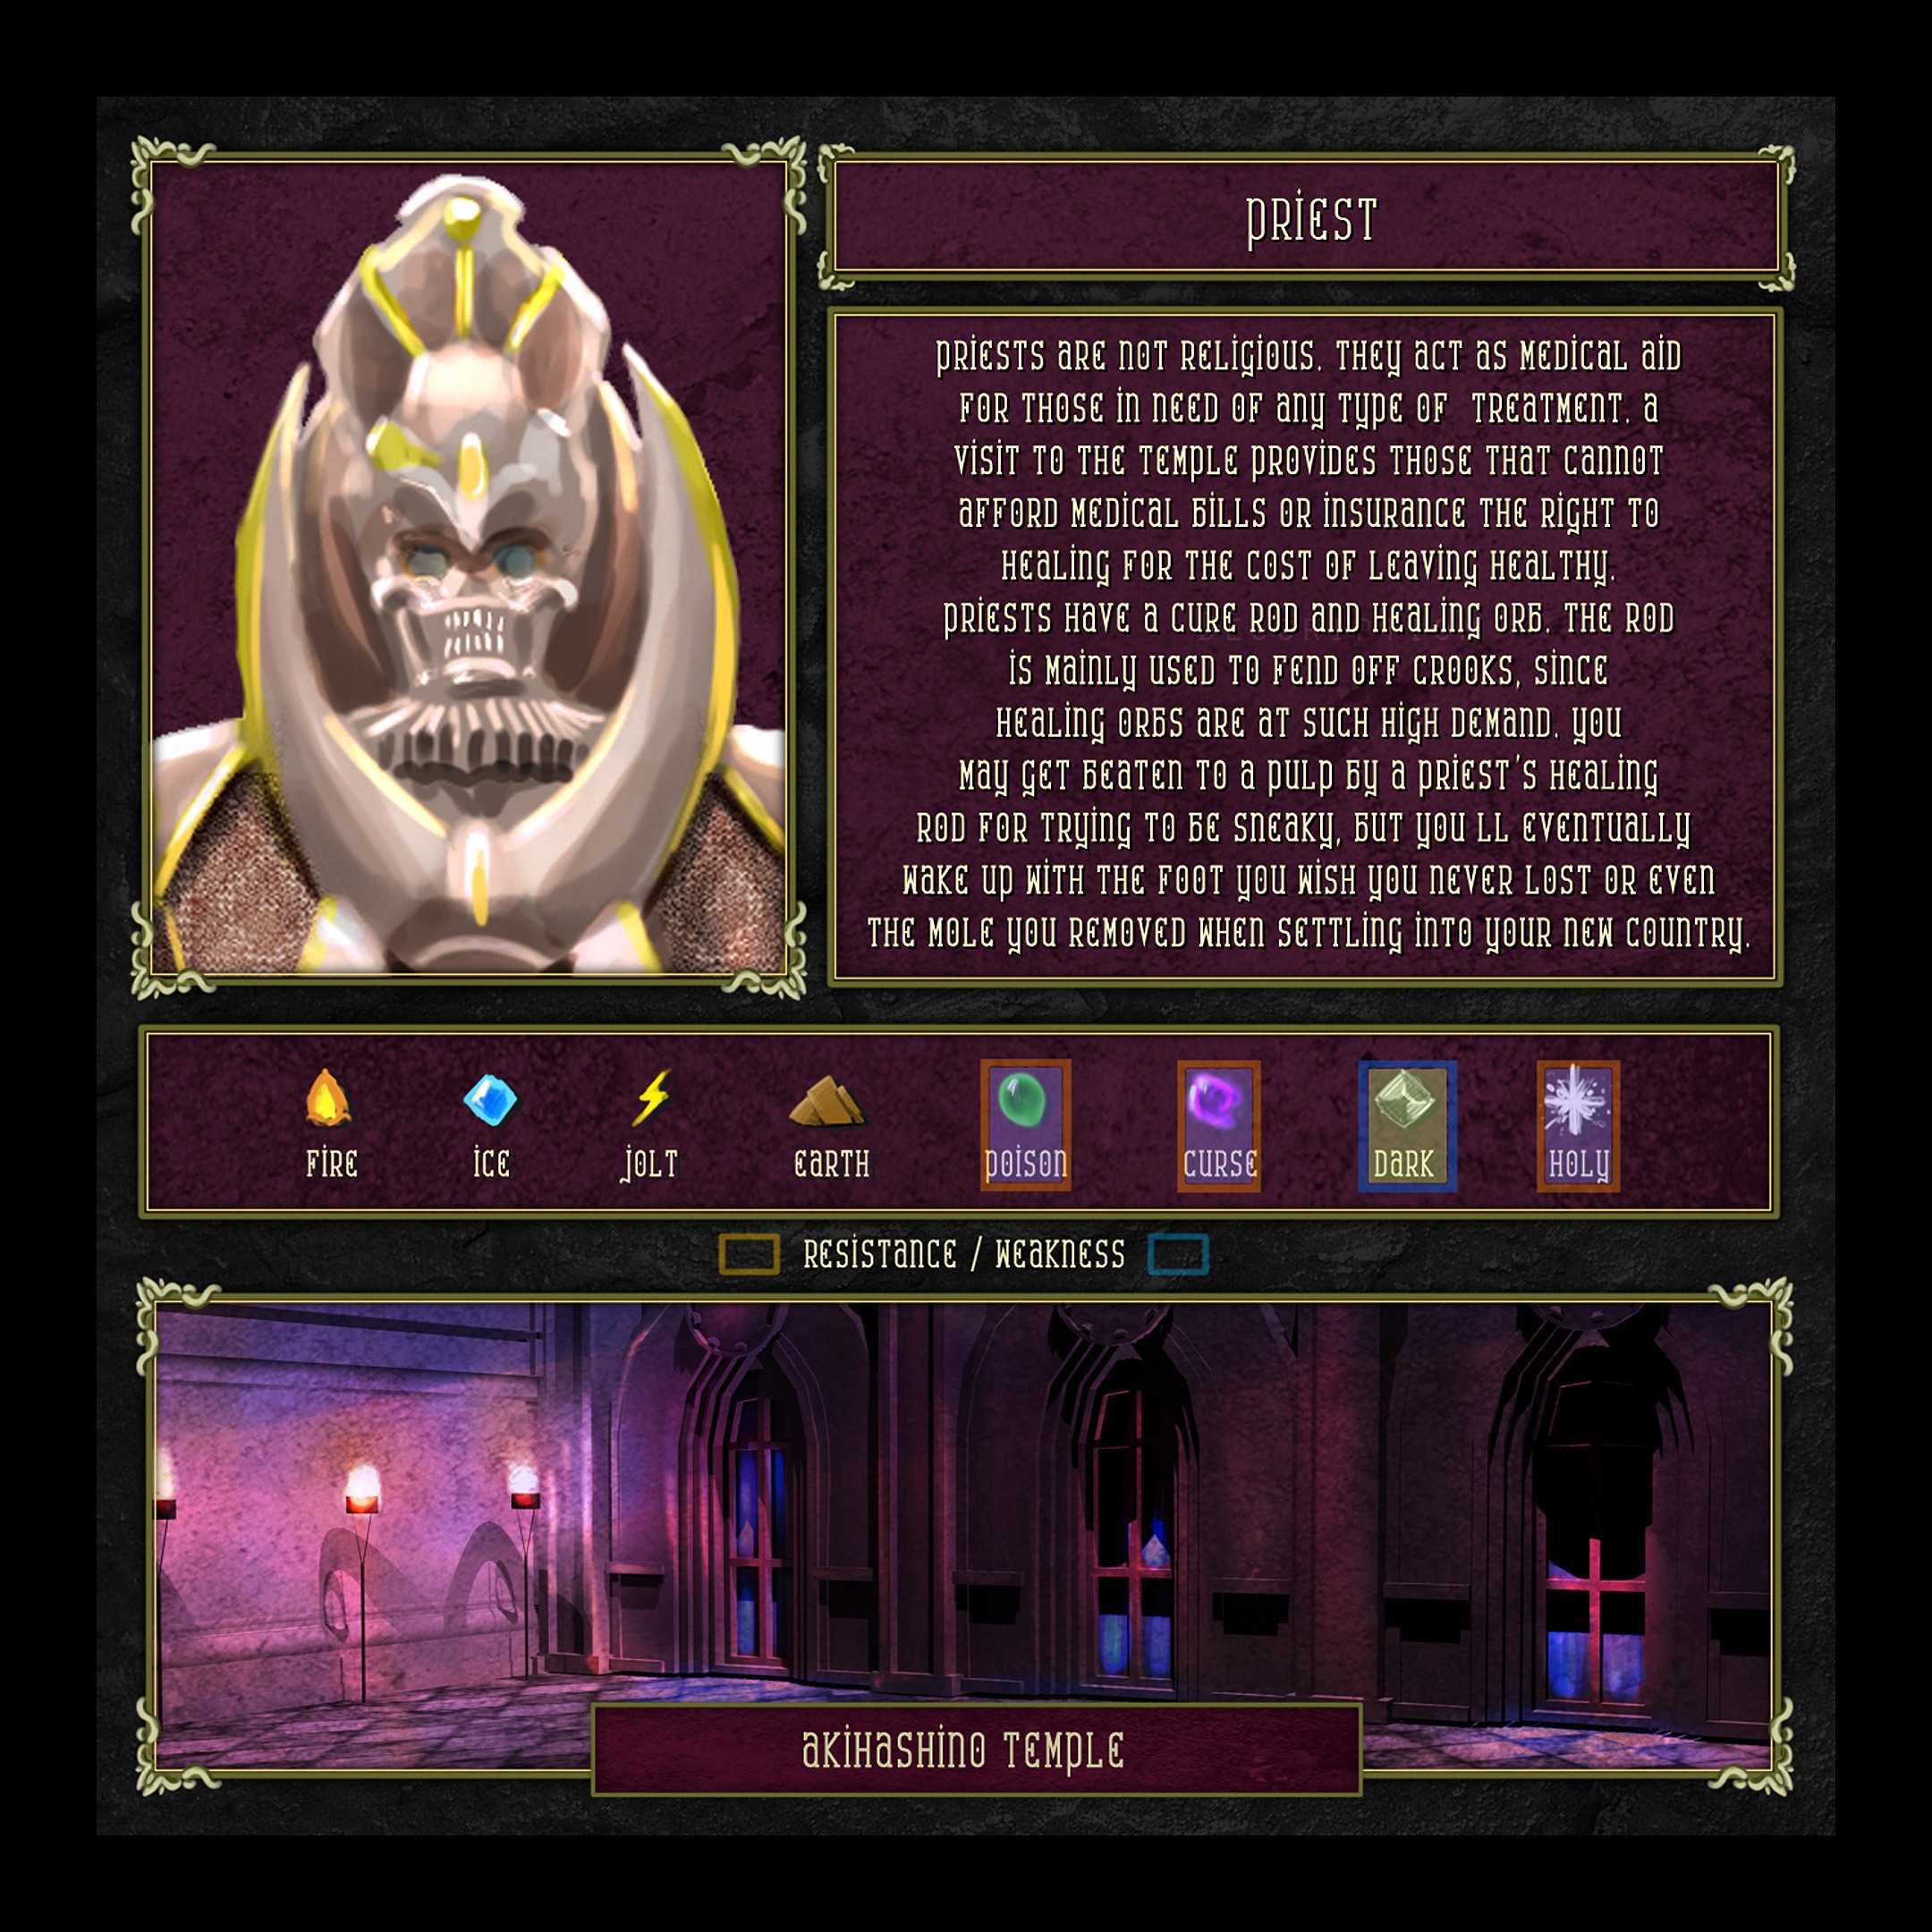 PRIEST
PRIESTS ARE NOT RELIGIOUS. THEY ACT AS MEDICAL AID
FOR THOSE IN NEED OF ANY TYPE OF TREATMENT. A
VISIT TO THE TEMPLE PROVIDES THOSE THAT CANNOT
AFFORD MEDICAL BILLS OR INSURANCE THE RIGHT TO
HEALING FOR THE COST OF LEAVING HEALTHY.
PRIESTS HAVE A CURE ROD AND HEALING ORB. THE ROD
IS MAINLY USED TO FEND OFF CROOKS, SINCE
HEALING ORBS ARE AT SUCH HIGH DEMAND. YOU
MAY GET BEATEN TO A PULP BY A PRIEST'S HEALING
ROD FOR TRYING TO BE SNEAKY, BUT YOU LL EVENTUALLY
WAKE UP WITH THE FOOT YOU WISH YOU NEVER LOST OR EVEN
THE MOLE YOU REMOVED WHEN SETTLING INTO YOUR NEW COUNTRY.
FIRE ICE JOLT EARTH POISON CURSE DARK HOLY
RESISTANCE / WEAKNESS
AKIHASHINO TEMPLE